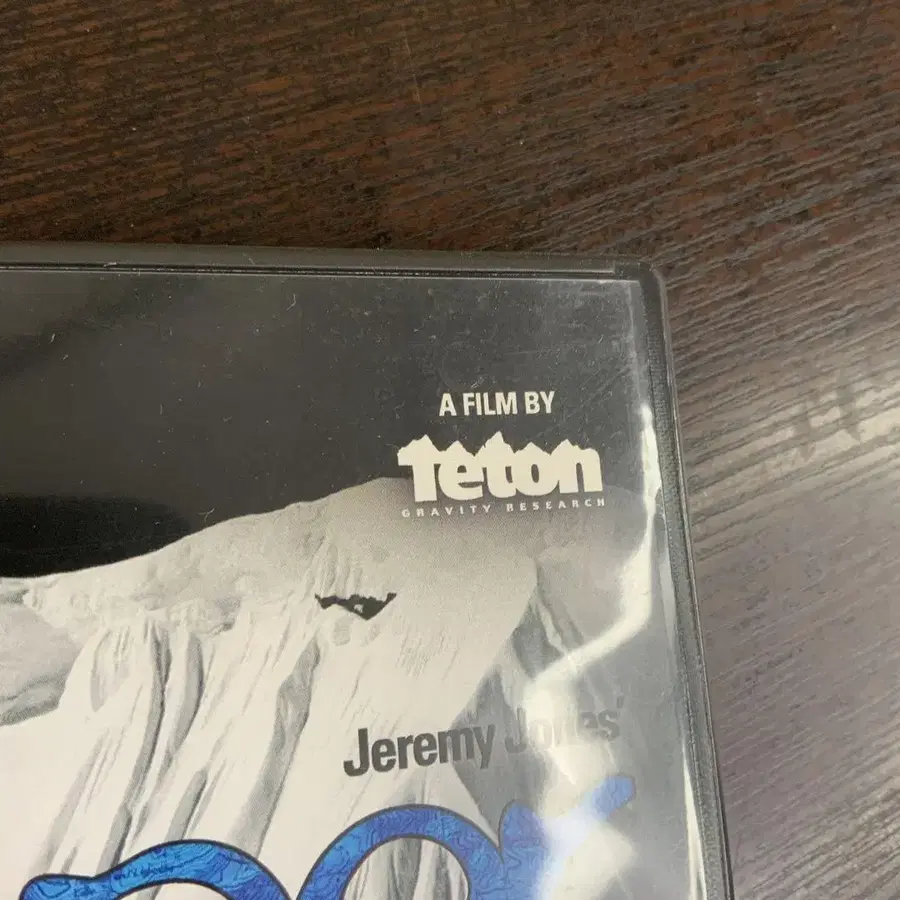 A FILM BY
Teton
GRAVITY RESEARCH
Jeremy Jones'